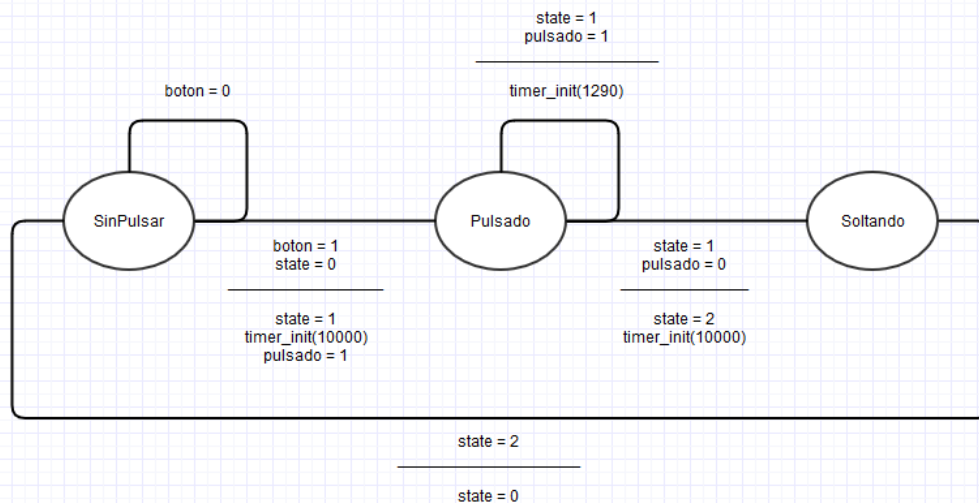 state = 1
pulsado = 1
timer_init(1290)
boton = 0
SinPulsar
Pulsado
Soltando
boton = 1
state = 0
state = 1
timer_init(10000)
pulsado = 1
state = 1
pulsado = 0
state = 2
timer_init(10000)
state = 2
state = 0